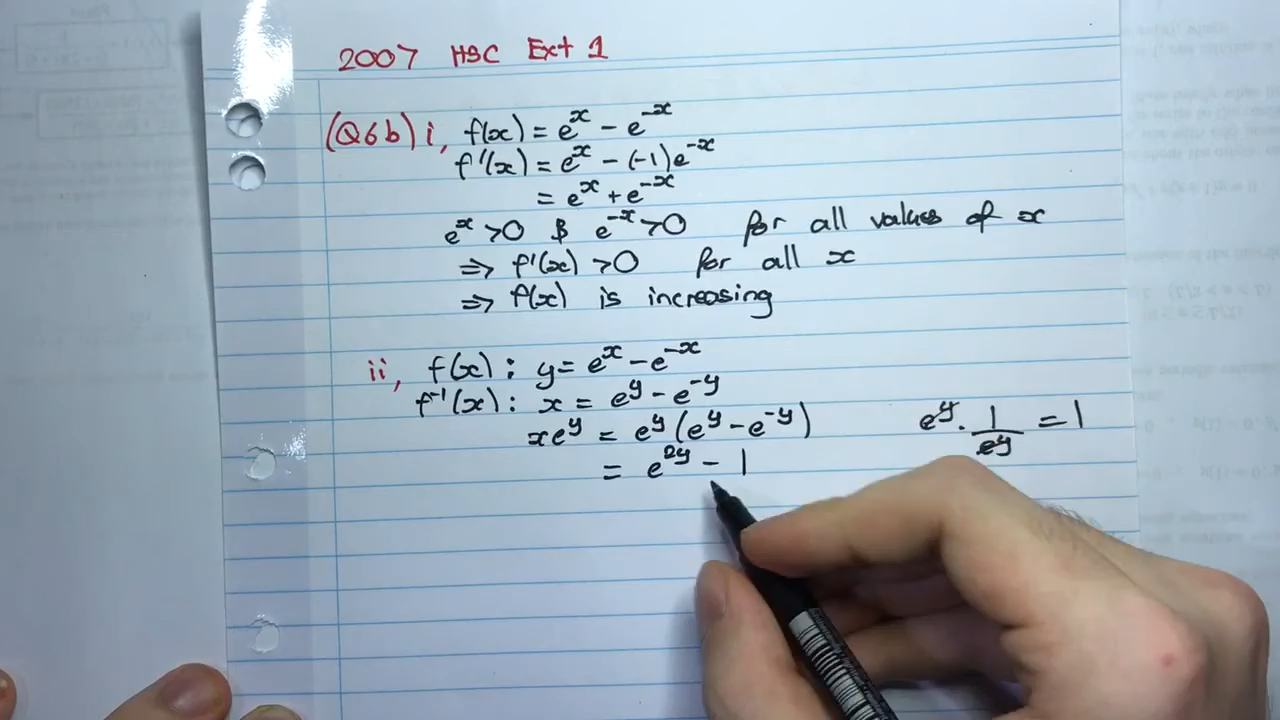 2007 HSC Ext 1
(Q6b) i, f(x) = e^x - e^-x
f'(x) = e^x - (-1)e^-x
= e^x + e^-x
e^x > 0 & e^-x > 0 for all values of x
⇒ f'(x) > 0 for all x
⇒ f(x) is increasing
ii, f(x) : y = e^x - e^-x
f^-1(x) : x = e^y - e^-y
xe^y = e^y (e^y - e^-y) e^y . 1/e^y = 1
= e^2y - 1